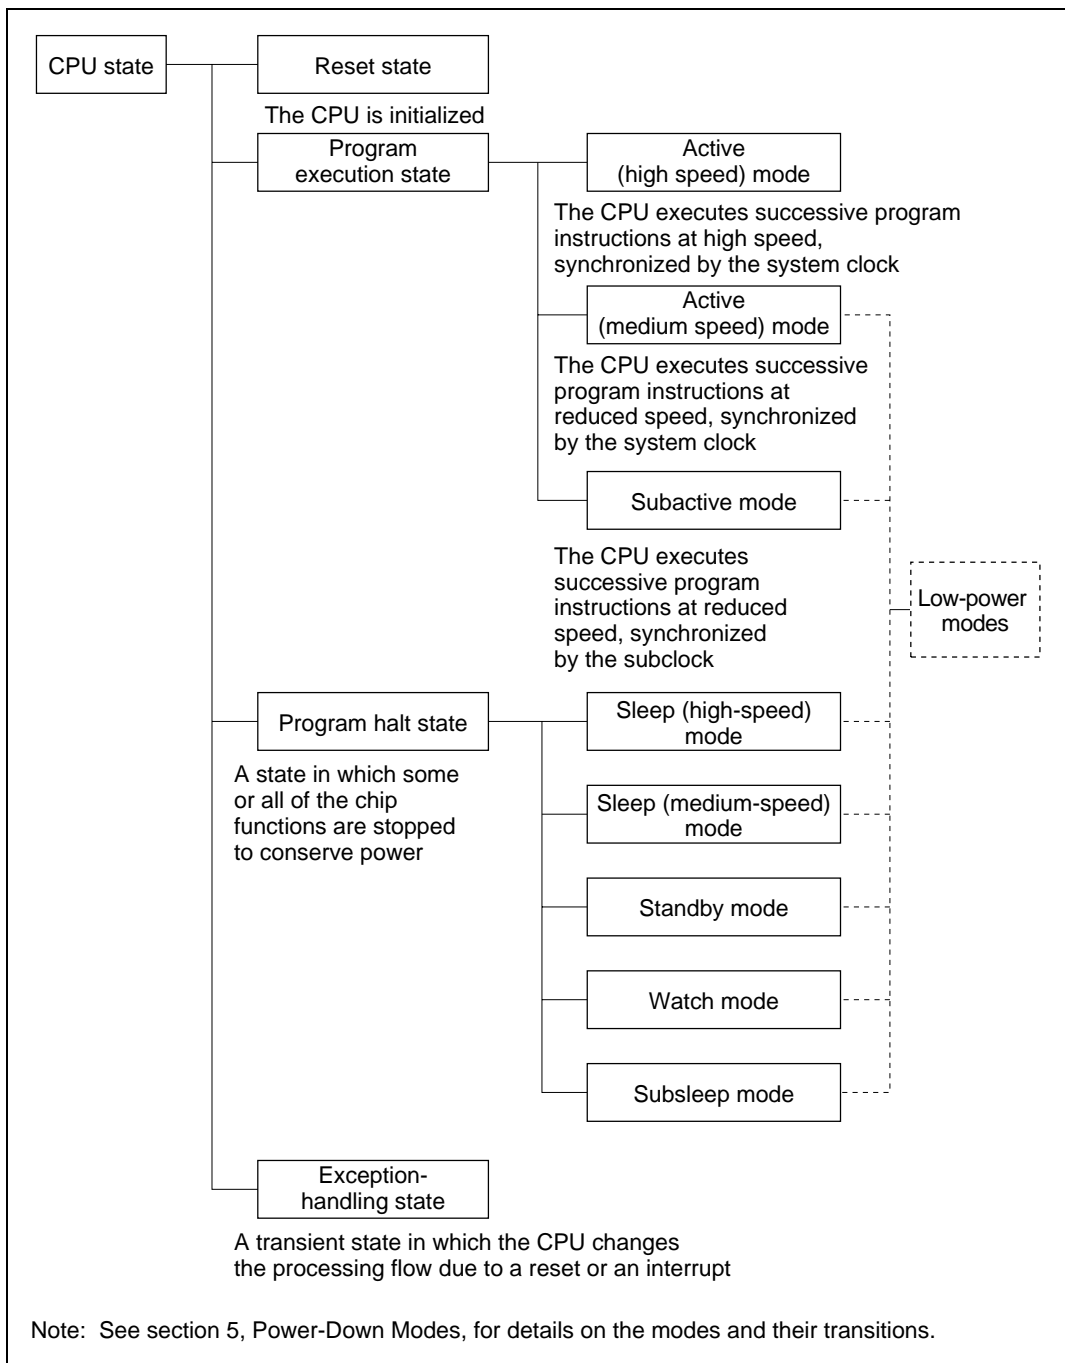 CPU state
Reset state
The CPU is initialized
Program
execution state
Active
(high speed) mode
The CPU executes successive program
instructions at high speed,
synchronized by the system clock
Active
(medium speed) mode
The CPU executes successive
program instructions at
reduced speed, synchronized
by the system clock
Subactive mode
The CPU executes
successive program
instructions at reduced
speed, synchronized
by the subclock
Low-power
modes
Program halt state
A state in which some
or all of the chip
functions are stopped
to conserve power
Sleep (high-speed)
mode
Sleep (medium-speed)
mode
Standby mode
Watch mode
Subsleep mode
Exception-
handling state
A transient state in which the CPU changes
the processing flow due to a reset or an interrupt
Note: See section 5, Power-Down Modes, for details on the modes and their transitions.